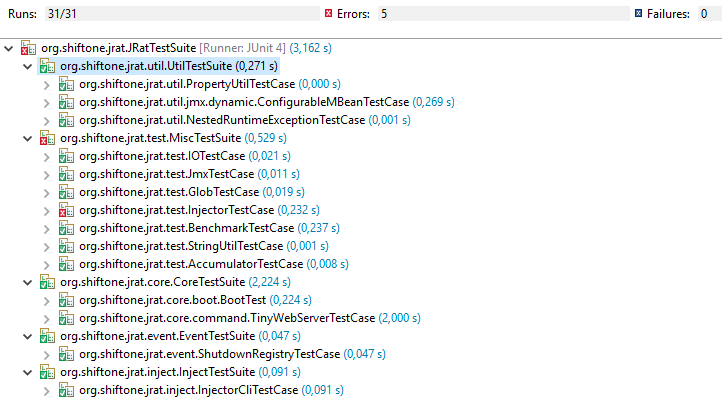 Runs: 31/31 Errors: 5 Failures: 0
org.shiftone.jrat.JRatTestSuite [Runner: JUnit 4] (3,162 s)
org.shiftone.jrat.util.UtilTestSuite (0,271 s)
org.shiftone.jrat.util.PropertyUtilTestCase (0,000 s)
org.shiftone.jrat.util.jmx.dynamic.ConfigurableMBeanTestCase (0,269 s)
org.shiftone.jrat.util.NestedRuntimeExceptionTestCase (0,001 s)
org.shiftone.jrat.test.MiscTestSuite (0,529 s)
org.shiftone.jrat.test.IOTestCase (0,021 s)
org.shiftone.jrat.test.JmxTestCase (0,011 s)
org.shiftone.jrat.test.GlobTestCase (0,019 s)
org.shiftone.jrat.test.InjectorTestCase (0,232 s)
org.shiftone.jrat.test.BenchmarkTestCase (0,237 s)
org.shiftone.jrat.test.StringUtilTestCase (0,001 s)
org.shiftone.jrat.test.AccumulatorTestCase (0,008 s)
org.shiftone.jrat.core.CoreTestSuite (2,224 s)
org.shiftone.jrat.core.boot.BootTest (0,224 s)
org.shiftone.jrat.core.command.TinyWebServerTestCase (2,000 s)
org.shiftone.jrat.event.EventTestSuite (0,047 s)
org.shiftone.jrat.event.ShutdownRegistryTestCase (0,047 s)
org.shiftone.jrat.inject.InjectTestSuite (0,091 s)
org.shiftone.jrat.inject.InjectorCliTestCase (0,091 s)